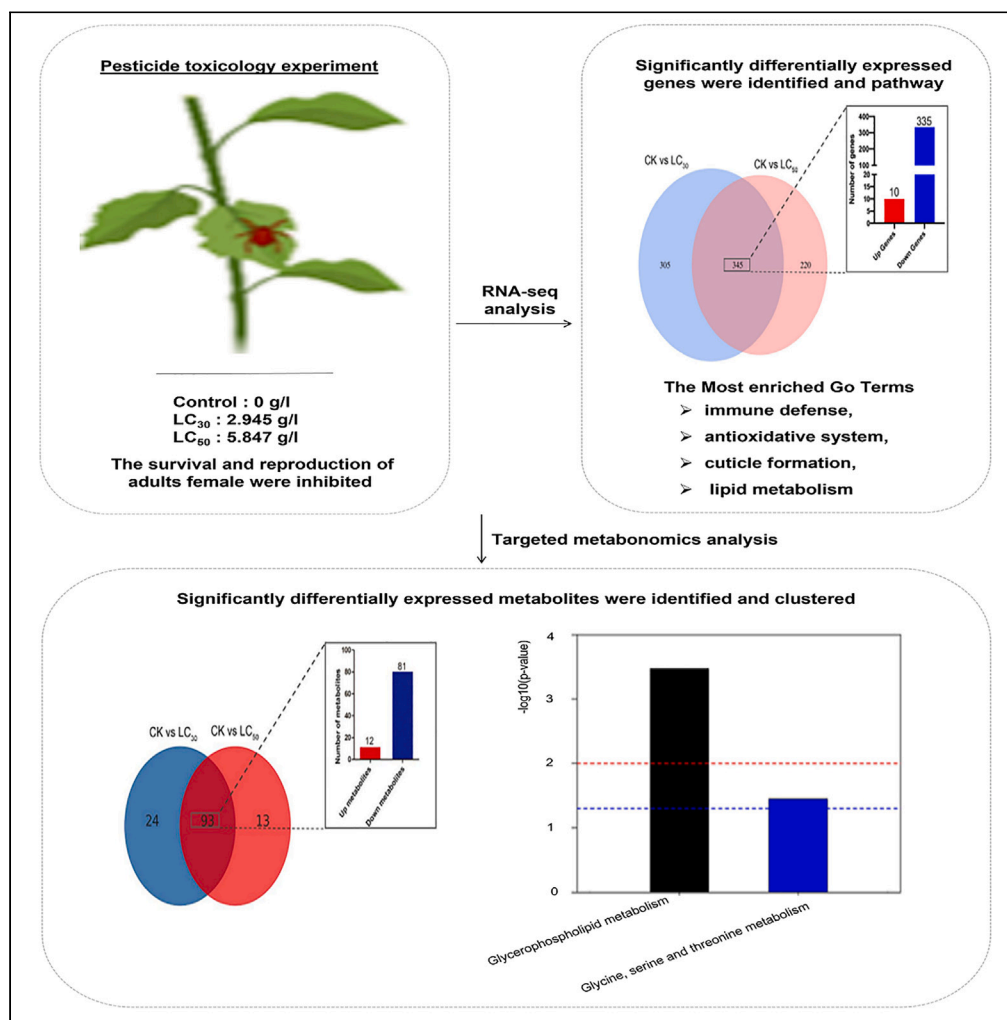 Pesticide toxicology experiment
Control : 0 g/l
LC30 : 2.945 g/l
LC50 : 5.847 g/l
The survival and reproduction of
adults female were inhibited
RNA-seq
analysis
Significantly differentially expressed
genes were identified and pathway
CK vs LC30
CK vs LC50
305
345
220
Number of genes
400
300
200
100
20
15
10
5
0
10
335
Up Genes
Down Genes
The Most enriched Go Terms
➢ immune defense,
➢ antioxidative system,
➢ cuticle formation,
➢ lipid metabolism
Targeted metabonomics analysis
Significantly differentially expressed metabolites were identified and clustered
CK vs LC30
CK vs LC50
24
93
13
Number of metabolites
100
80
60
40
20
0
12
81
Up metabolites
Down metabolites
-log10(p-value)
4
3
2
1
0
Glycerophospholipid metabolism
Glycine, serine and threonine metabolism